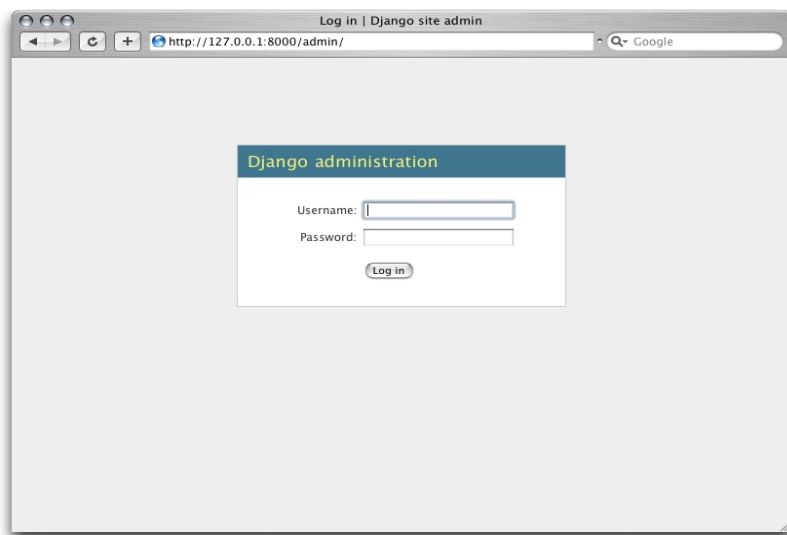 Log in | Django site admin
http://127.0.0.1:8000/admin/
Google
Django administration
Username:
Password:
Log in